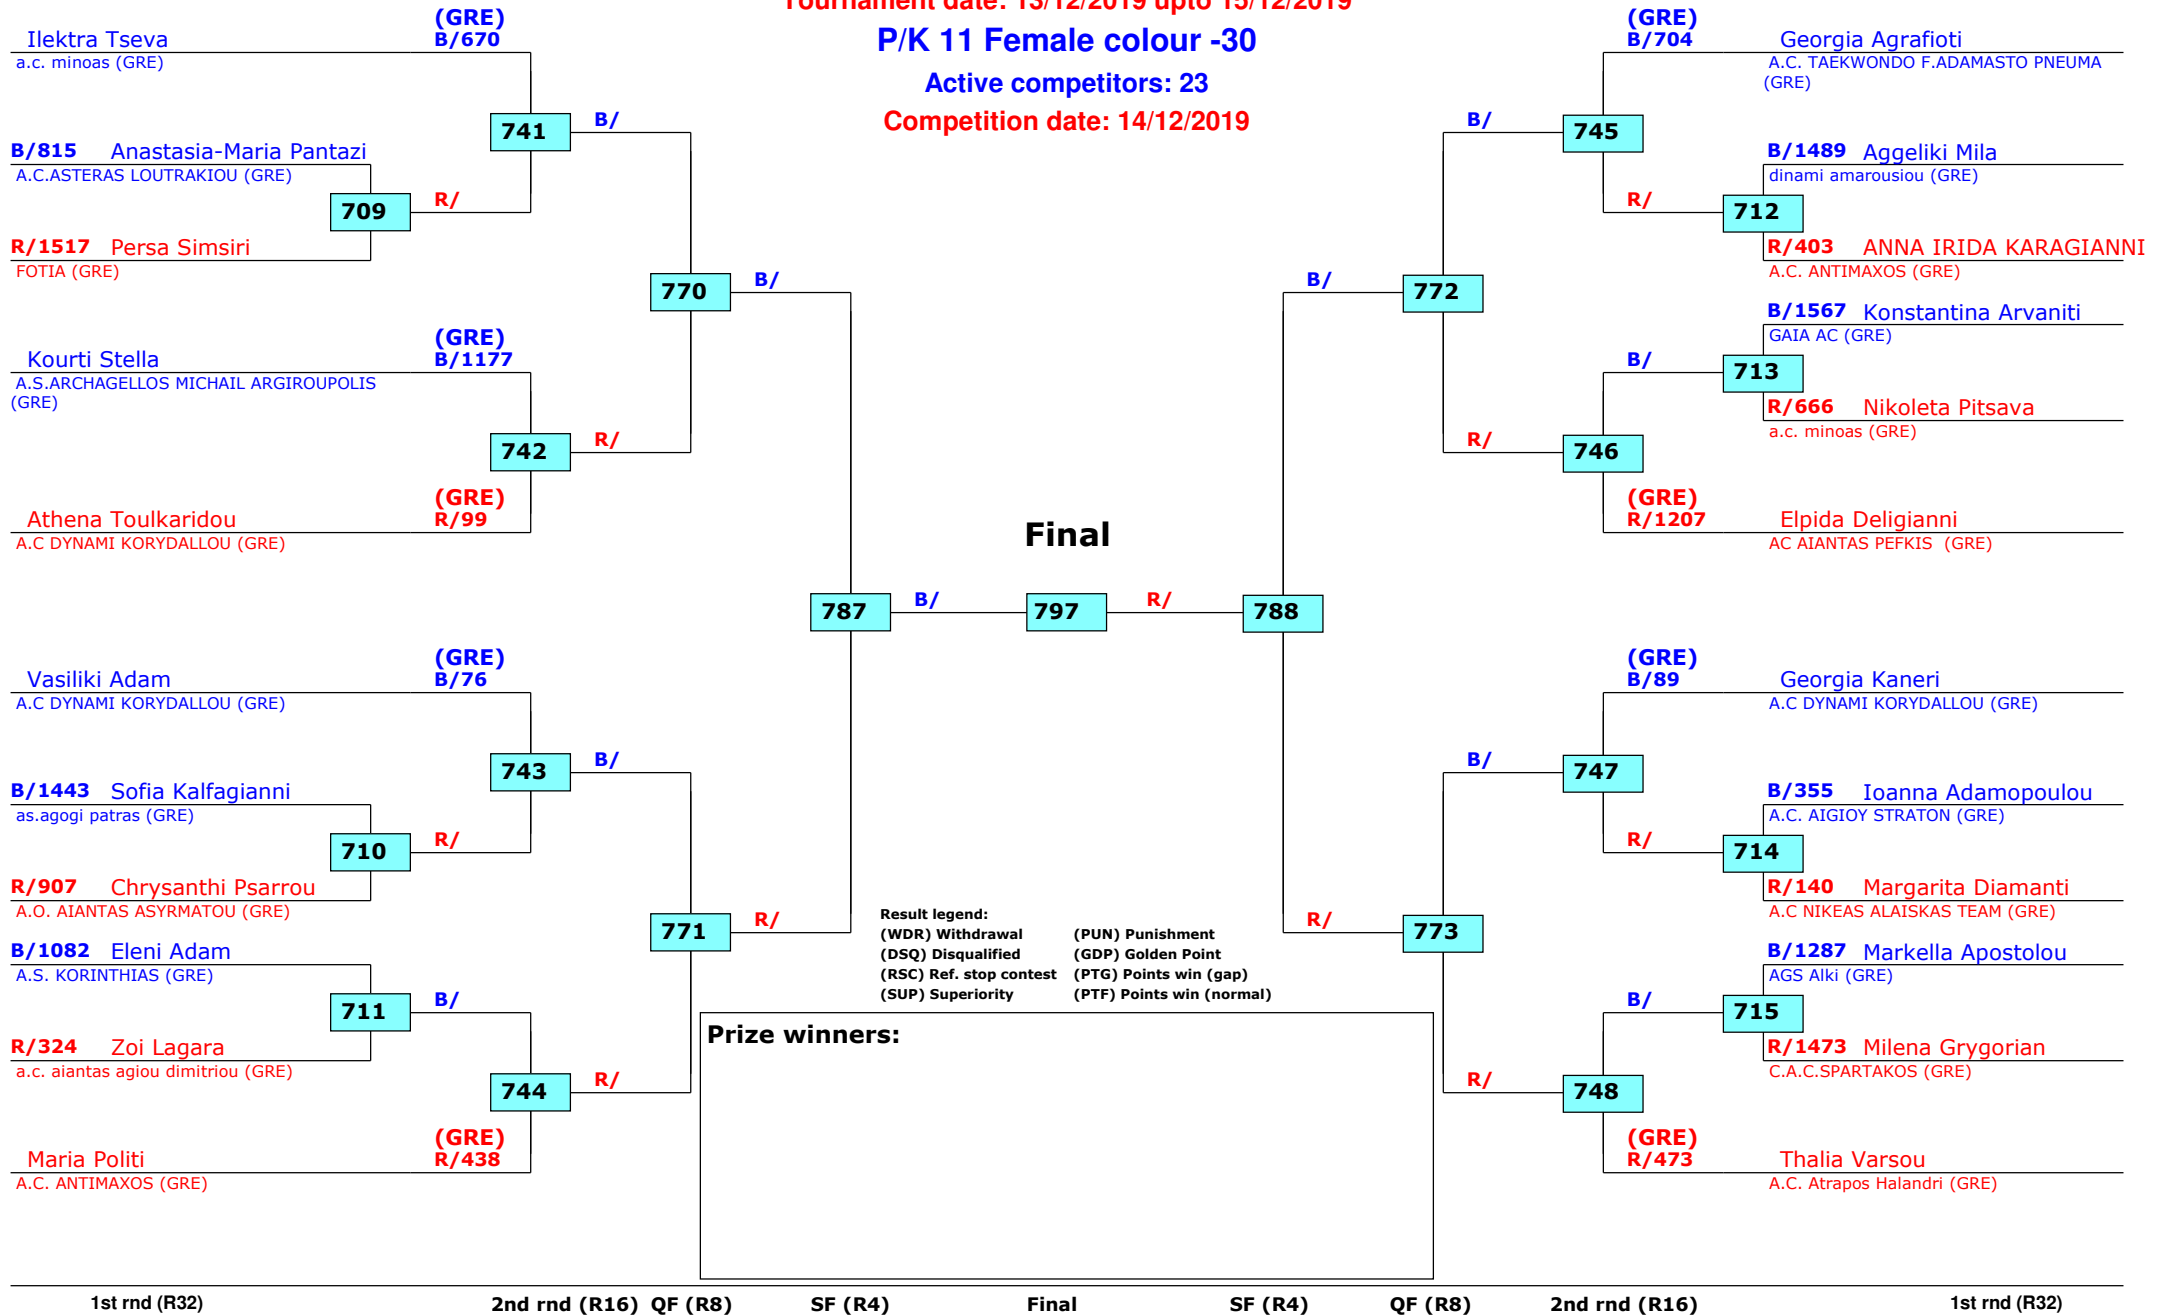 Tournament date: 13/12/2019 upto 15/12/2019
P/K 11 Female colour -30
Active competitors: 23
Competition date: 14/12/2019
(GRE)
Ilektra Tseva B/670
a.c. minoas (GRE)
741 B/
B/815 Anastasia-Maria Pantazi
A.C.ASTERAS LOUTRAKIOU (GRE)
709 R/
R/1517 Persa Simsiri
FOTIA (GRE)
770 B/
(GRE)
Kourti Stella B/1177
A.S.ARCHAGELLOS MICHAIL ARGIROUPOLIS
(GRE)
742 R/
(GRE)
Athena Toulkaridou R/99
A.C DYNAMI KORYDALLOU (GRE)
(GRE)
Vasiliki Adam B/76
A.C DYNAMI KORYDALLOU (GRE)
743 B/
B/1443 Sofia Kalfagianni
as.agogi patras (GRE)
710 R/
R/907 Chrysanthi Psarrou
A.O. AIANTAS ASYRMATOU (GRE)
771 R/
B/1082 Eleni Adam
A.S. KORINTHIAS (GRE)
711 B/
R/324 Zoi Lagara
a.c. aiantas agiou dimitriou (GRE)
744 R/
(GRE)
Maria Politi R/438
A.C. ANTIMAXOS (GRE)
Final
787 B/ 797 R/ 788
(GRE)
B/704 Georgia Agrafioti
A.C. TAEKWONDO F.ADAMASTO PNEUMA
(GRE)
B/ 745
B/1489 Aggeliki Mila
dinami amarousiou (GRE)
R/ 712
R/403 ANNA IRIDA KARAGIANNI
A.C. ANTIMAXOS (GRE)
B/ 772
B/1567 Konstantina Arvaniti
GAIA AC (GRE)
B/ 713
R/666 Nikoleta Pitsava
a.c. minoas (GRE)
R/ 746
(GRE)
R/1207 Elpida Deligianni
AC AIANTAS PEFKIS (GRE)
(GRE)
B/89 Georgia Kaneri
A.C DYNAMI KORYDALLOU (GRE)
B/ 747
B/355 Ioanna Adamopoulou
A.C. AIGIOY STRATON (GRE)
R/ 714
R/140 Margarita Diamanti
A.C NIKEAS ALAISKAS TEAM (GRE)
R/ 773
B/1287 Markella Apostolou
AGS Alki (GRE)
B/ 715
R/1473 Milena Grygorian
C.A.C.SPARTAKOS (GRE)
R/ 748
(GRE)
R/473 Thalia Varsou
A.C. Atrapos Halandri (GRE)
Result legend:
(WDR) Withdrawal (PUN) Punishment
(DSQ) Disqualified (GDP) Golden Point
(RSC) Ref. stop contest (PTG) Points win (gap)
(SUP) Superiority (PTF) Points win (normal)
Prize winners:
1st rnd (R32) 2nd rnd (R16) QF (R8) SF (R4) Final SF (R4) QF (R8) 2nd rnd (R16) 1st rnd (R32)